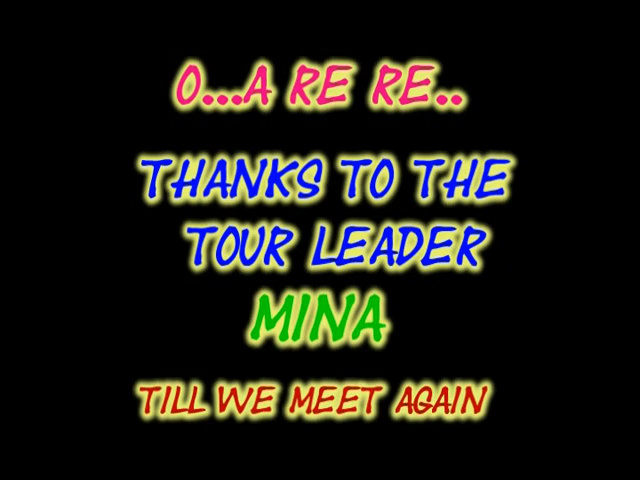 O...A RE RE..
THANKS TO THE
TOUR LEADER
MINA
TILL WE MEET AGAIN